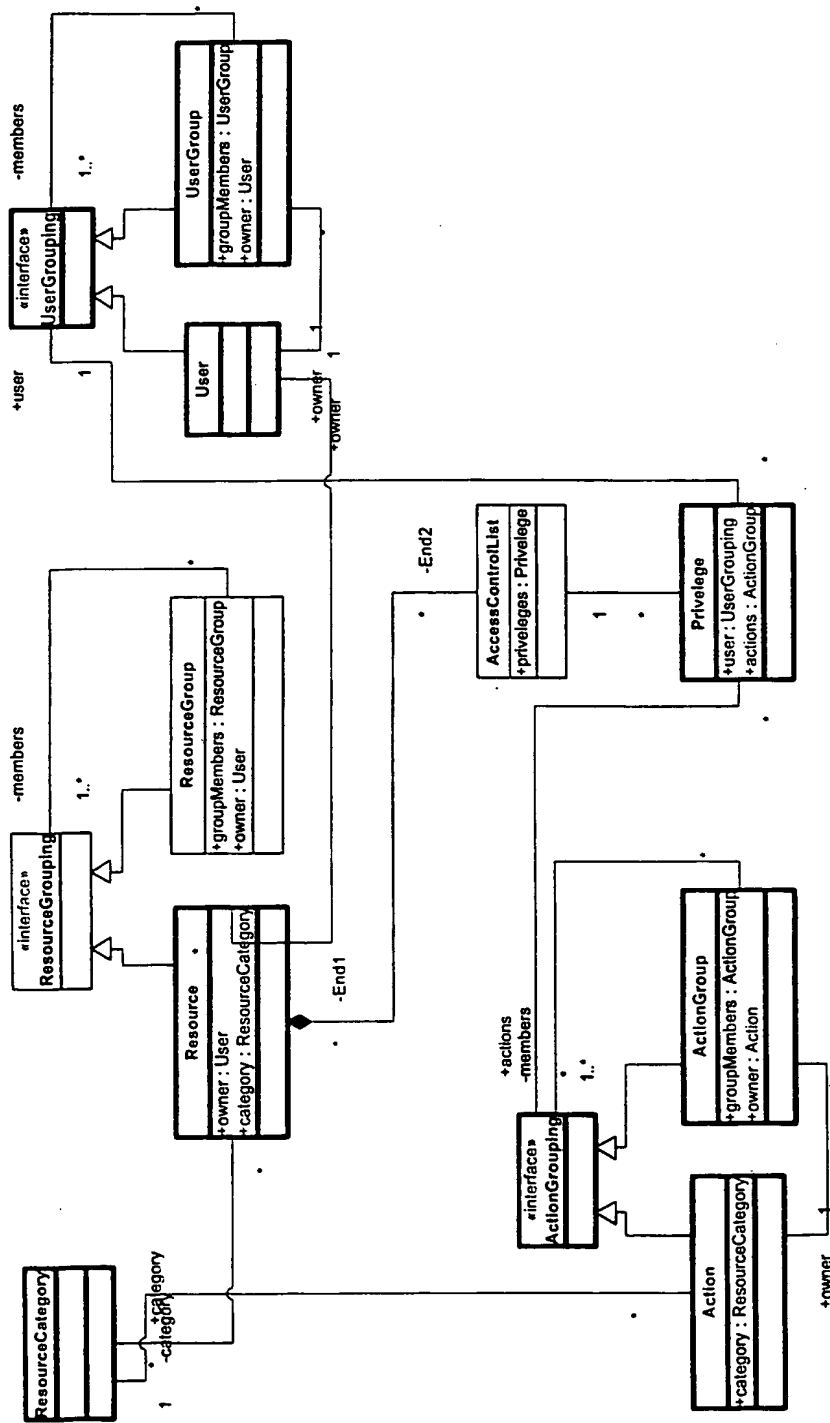 ResourceCategory
+category
-category
*
1
«interface»
ResourceGrouping
-members
1..*
*
Resource
*
+owner : User
+category : ResourceCategory
*
ResourceGroup
+groupMembers : ResourceGroup
+owner : User
«interface»
UserGrouping
+user
1
-members
1..*
*
User
UserGroup
+groupMembers : UserGroup
+owner : User
*
1
1
+owner
+owner
-End1
*
-End2
*
AccessControlList
+priveleges : Privelege
1
*
Privelege
+user : UserGrouping
+actions : ActionGroup
*
*
+actions
-members
*
1..*
«interface»
ActionGrouping
*
Action
+category : ResourceCategory
*
ActionGroup
+groupMembers : ActionGroup
+owner : Action
1
+owner